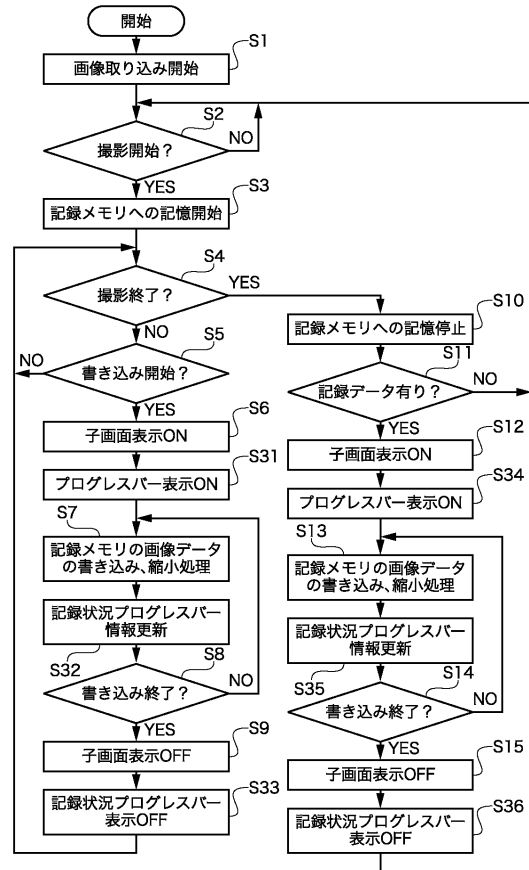 開始
S1
画像取り込み開始
S2
撮影開始？
NO
YES
S3
記録メモリへの記憶開始
S4
撮影終了？
YES
NO
S5
NO
書き込み開始？
YES
S6
子画面表示ON
S31
プログレスバー表示ON
S7
記録メモリの画像データ
の書き込み、縮小処理
記録状況プログレスバー
情報更新
S32
S8
書き込み終了？
NO
YES
S9
子画面表示OFF
S33
記録状況プログレスバー
表示OFF
S10
記録メモリへの記憶停止
S11
記録データ有り？
NO
YES
S12
子画面表示ON
S34
プログレスバー表示ON
S13
記録メモリの画像データ
の書き込み、縮小処理
記録状況プログレスバー
情報更新
S35
S14
書き込み終了？
NO
YES
S15
子画面表示OFF
S36
記録状況プログレスバー
表示OFF